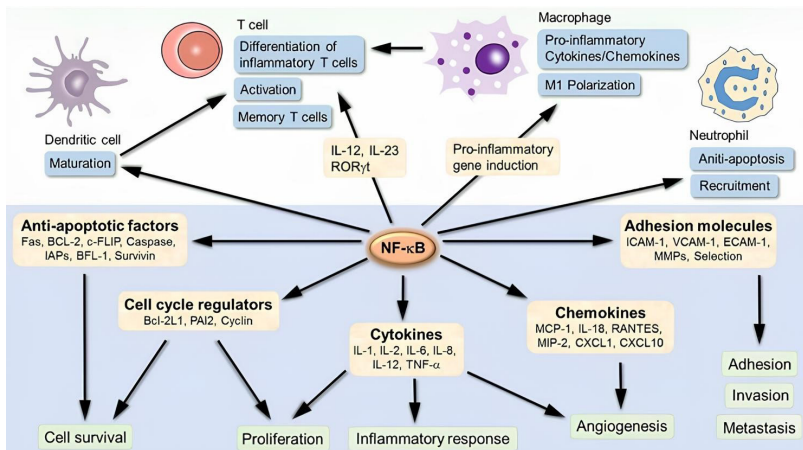 T cell
Differentiation of
inflammatory T cells
Activation
Memory T cells
Macrophage
Pro-inflammatory
Cytokines/Chemokines
M1 Polarization
Dendritic cell
Maturation
IL-12, IL-23
RORγt
Pro-inflammatory
gene induction
Neutrophil
Aniti-apoptosis
Recruitment
NF-κB
Anti-apoptotic factors
Fas, BCL-2, c-FLIP, Caspase,
IAPs, BFL-1, Survivin
Adhesion molecules
ICAM-1, VCAM-1, ECAM-1,
MMPs, Selection
Cell cycle regulators
Bcl-2L1, PAI2, Cyclin
Cytokines
IL-1, IL-2, IL-6, IL-8,
IL-12, TNF-α
Chemokines
MCP-1, IL-18, RANTES,
MIP-2, CXCL1, CXCL10
Adhesion
Invasion
Metastasis
Cell survival
Proliferation
Inflammatory response
Angiogenesis